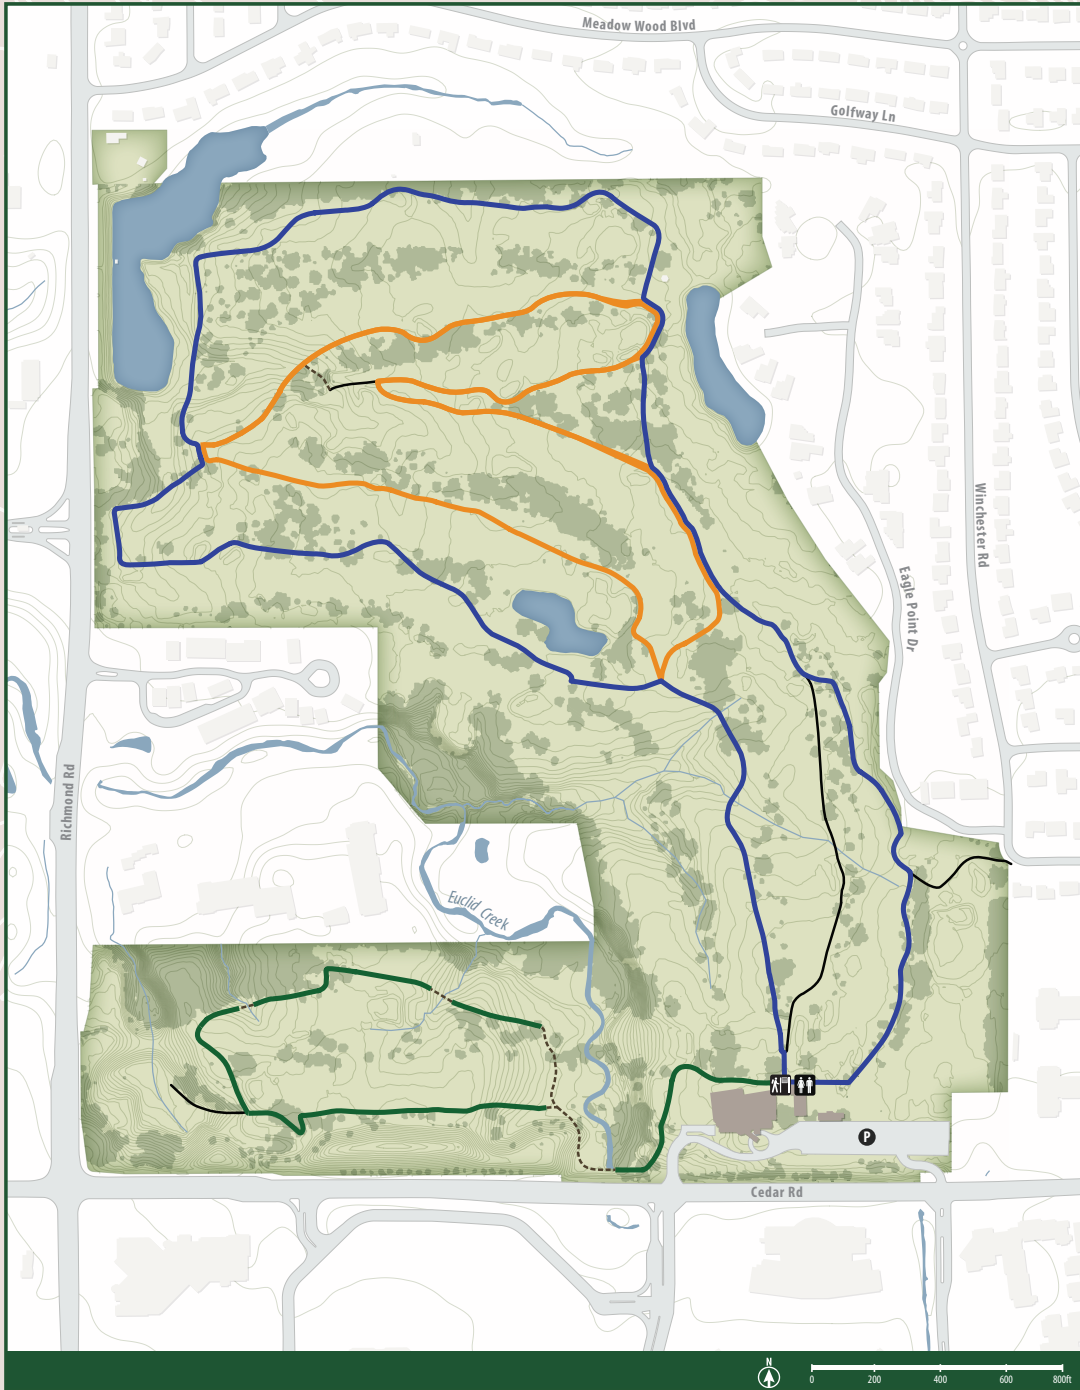 Meadow Wood Blvd
Golfway Ln
Winchester Rd
Eagle Point Dr
Richmond Rd
Euclid Creek
P
Cedar Rd
N
0 200 400 600 800ft